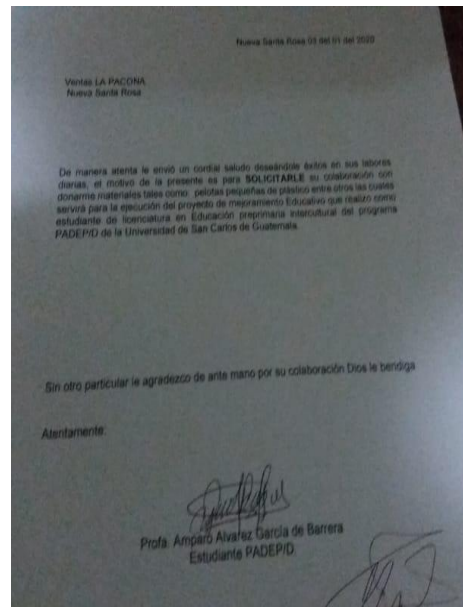 Nueva Santa Rosa 03 del 01 del 2020
Ventas LA PACONA
Nueva Santa Rosa
De manera atenta le envió un cordial saludo deseándole éxitos en sus labores
diarias, el motivo de la presente es para SOLICITARLE su colaboración con
donarme materiales tales como: pelotas pequeñas de plástico entre otros las cuales
servirá para la ejecución del proyecto de mejoramiento Educativo que realizo como
estudiante de licenciatura en Educación preprimaria intercultural del programa
PADEP/D de la Universidad de San Carlos de Guatemala
Sin otro particular le agradezco de ante mano por su colaboración Dios le bendiga
Atentamente:
Profa. Amparo Alvarez García de Barrera
Estudiante PADEP/D